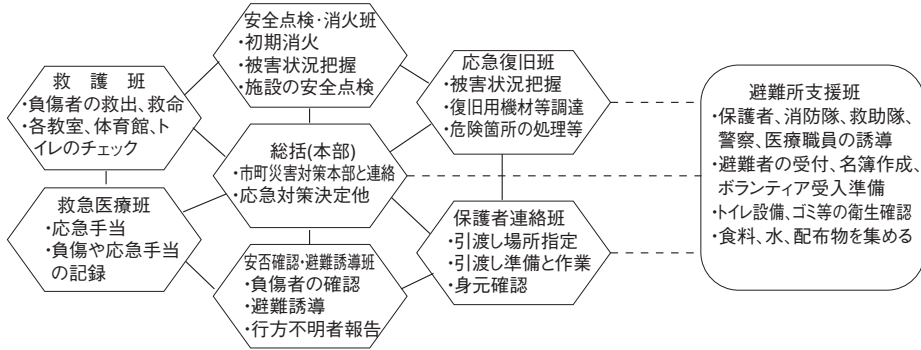 安全点検・消火班
・初期消火
・被害状況把握
・施設の安全点検
救　護　班
・負傷者の救出、救命
・各教室、体育館、ト
イレのチェック
応急復旧班
・被害状況把握
・復旧用機材等調達
・危険箇所の処理等
総括(本部)
・市町災害対策本部と連絡
・応急対策決定他
救急医療班
・応急手当
・負傷や応急手当
の記録
安否確認・避難誘導班
・負傷者の確認
・避難誘導
・行方不明者報告
保護者連絡班
・引渡し場所指定
・引渡し準備と作業
・身元確認
避難所支援班
・保護者、消防隊、救助隊、
警察、医療職員の誘導
・避難者の受付、名簿作成、
ボランティア受入準備
・トイレ設備、ゴミ等の衛生確認
・食料、水、配布物を集める